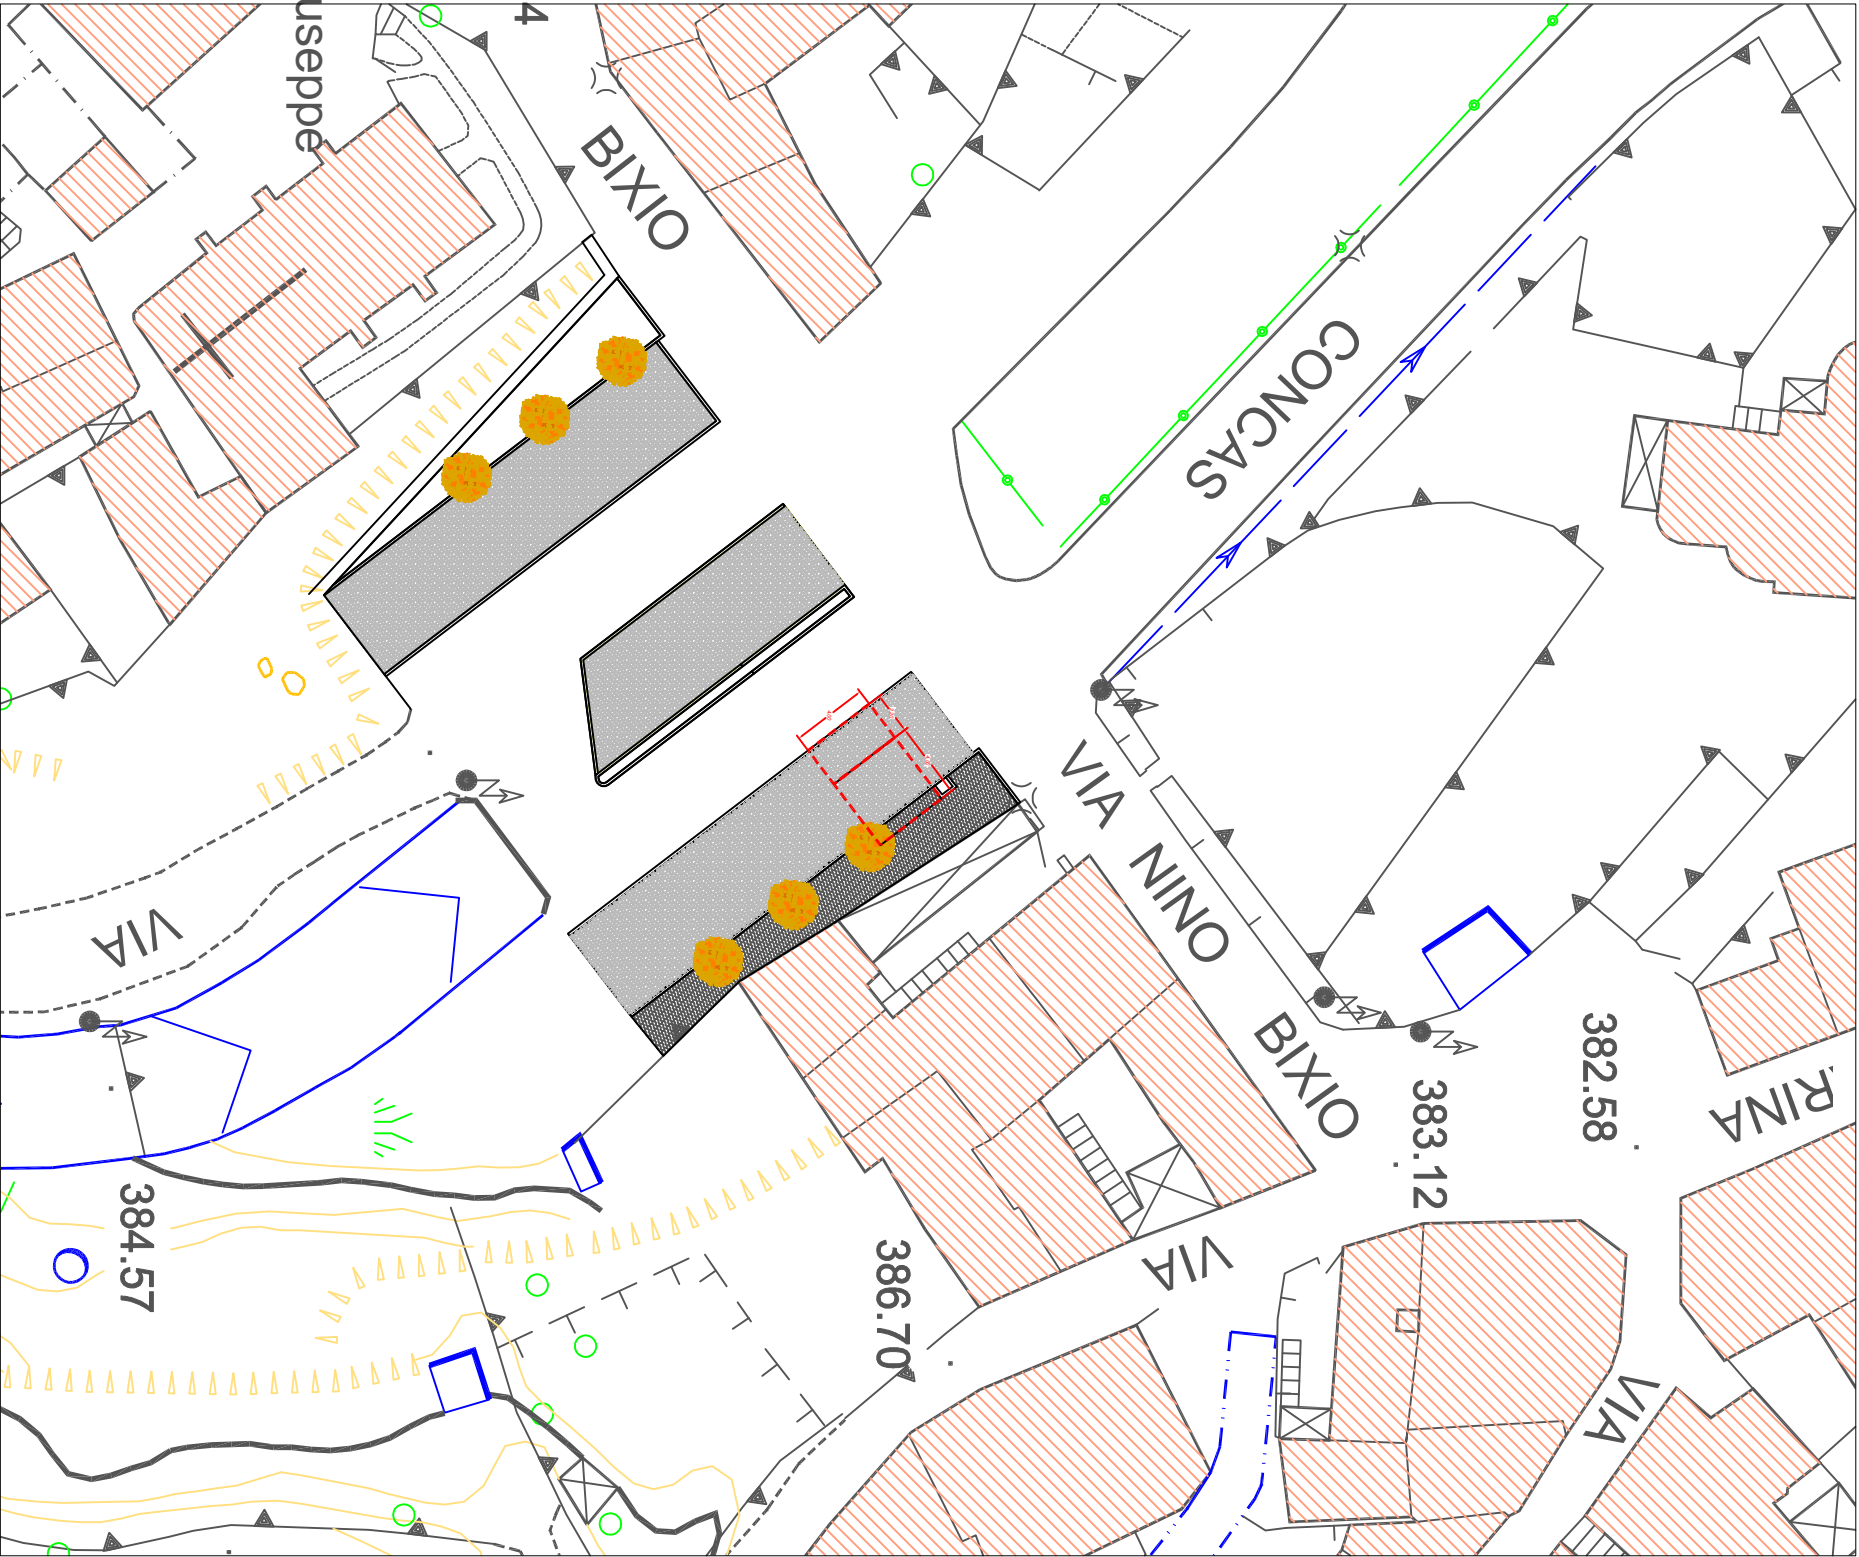 useppe
4
BIXIO
CONCAS
VIA NINO BIXIO
VIA
382.58
383.12
RINA
384.57
386.70
VIA
VIA